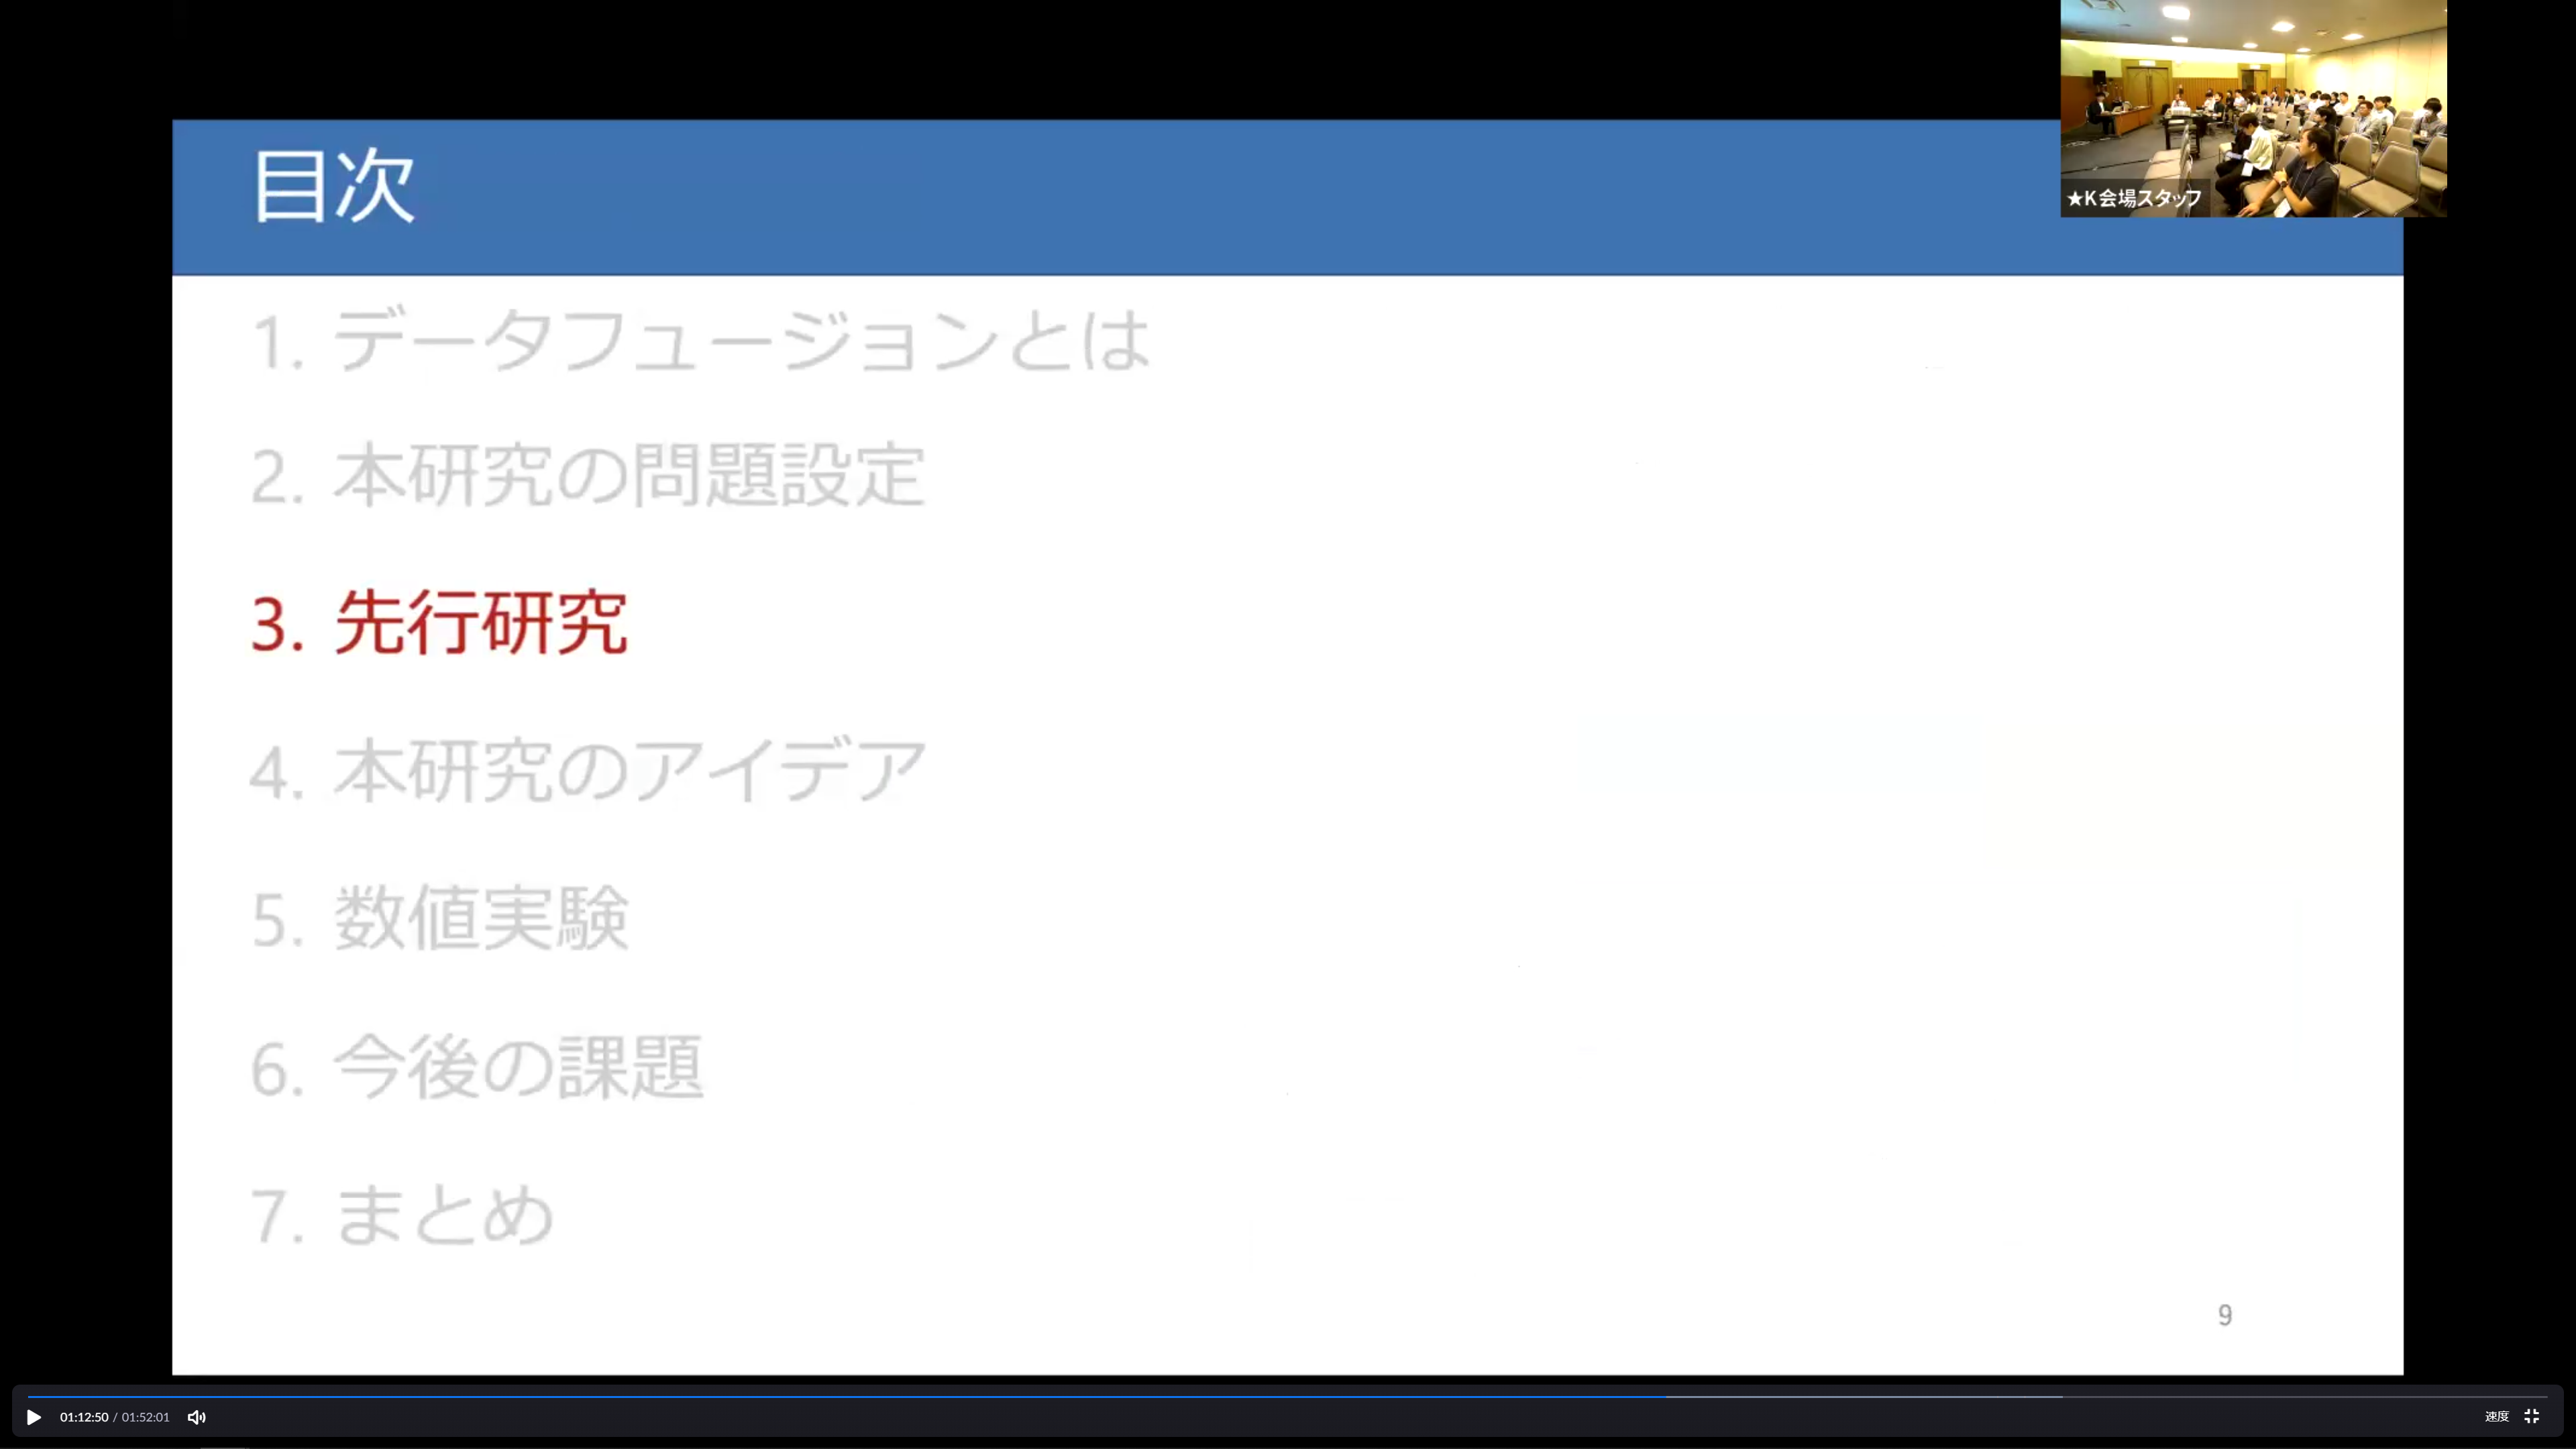 目次
★K会場スタッフ
1. データフュージョンとは
2. 本研究の問題設定
3. 先行研究
4. 本研究のアイデア
5. 数値実験
6. 今後の課題
7. まとめ
9
01:12:50 / 01:52:01
速度